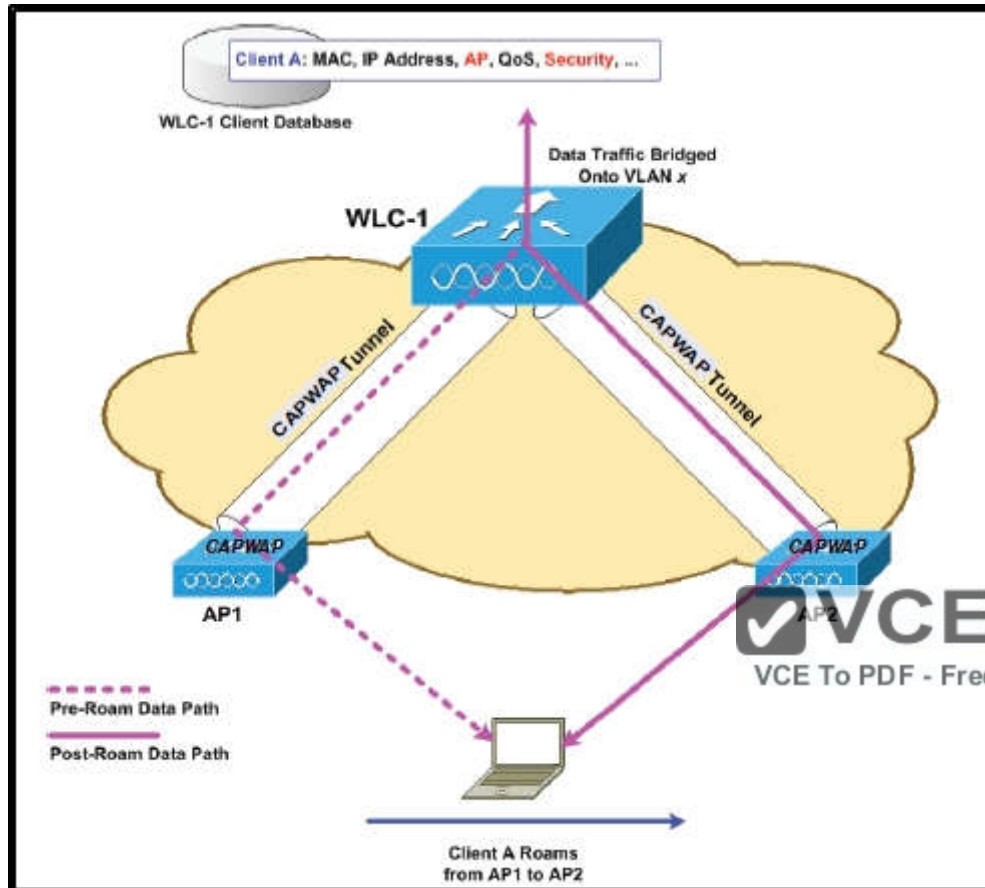 Client A: MAC, IP Address, AP, QoS, Security, ...
WLC-1 Client Database
Data Traffic Bridged
Onto VLAN x
WLC-1
CAPWAP Tunnel
CAPWAP Tunnel
CAPWAP
AP1
CAPWAP
AP2
VCE
VCE To PDF - Free
Pre-Roam Data Path
Post-Roam Data Path
Client A Roams
from AP1 to AP2